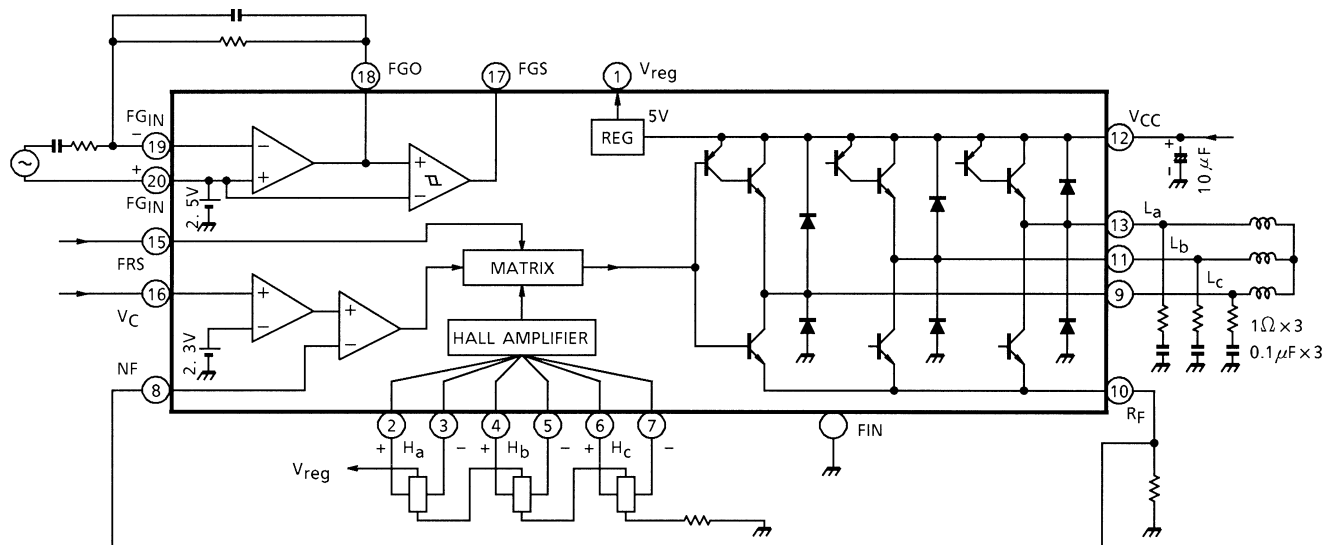 18 FGO
17 FGS
1 Vreg
FGIN
−
19
+
20
FGIN
2. 5V
−
+
+
−
REG
5V
12 VCC
+
−
10 μF
15
FRS
16
VC
+
−
2. 3V
+
−
NF
8
MATRIX
HALL AMPLIFIER
13 La
11 Lb
9 Lc
1Ω×3
0.1μF×3
10
RF
2 3 4 5 6 7
+ Ha − + Hb − + Hc −
FIN
Vreg